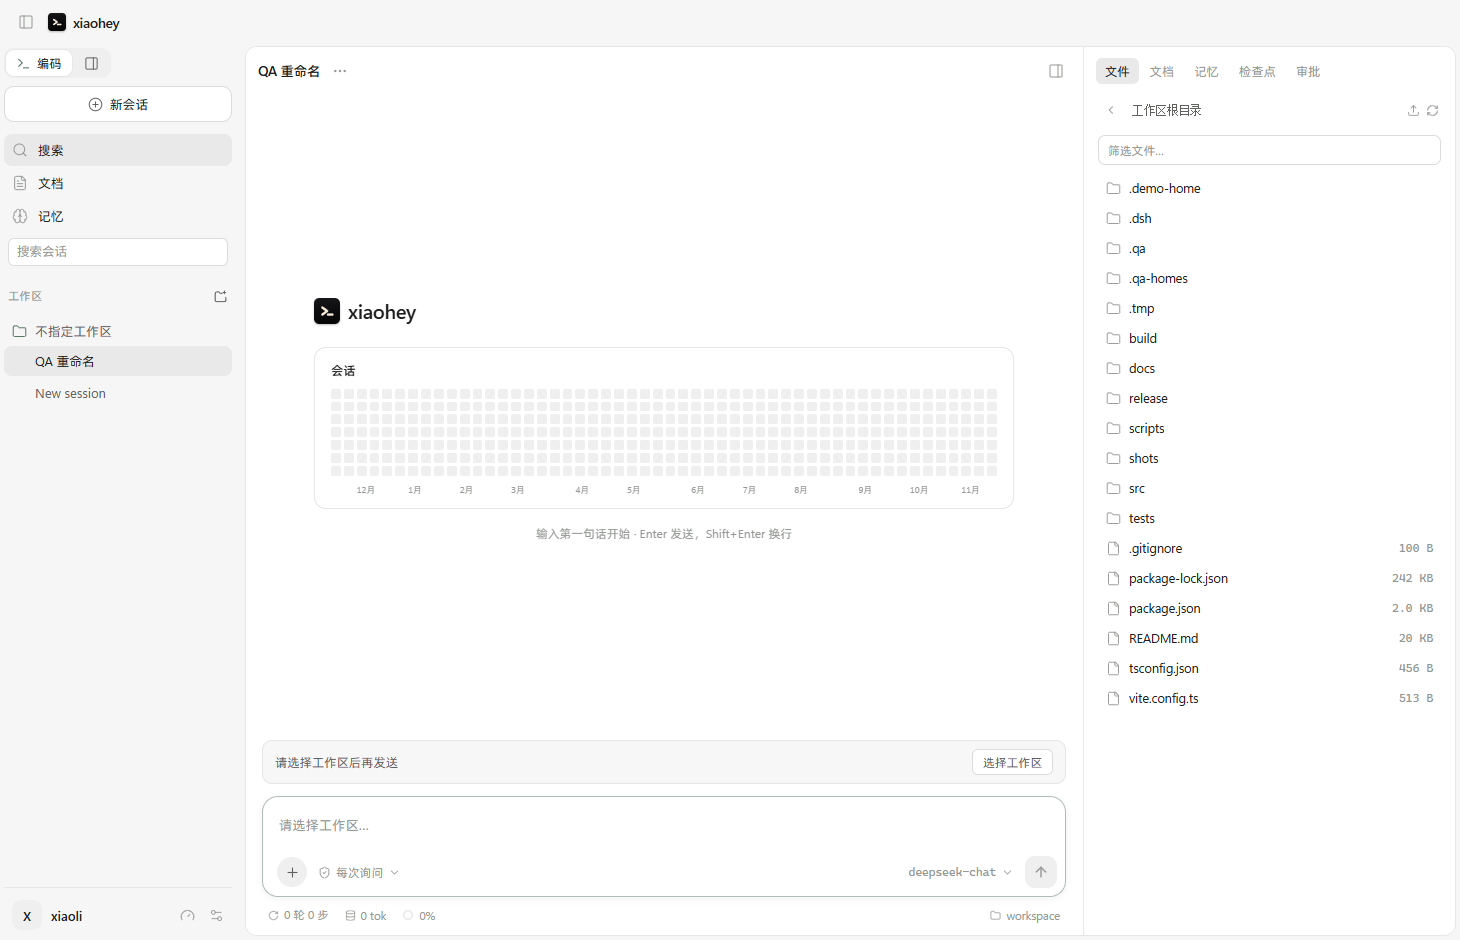 xiaohey
编码
新会话
搜索
文档
记忆
搜索会话
工作区
不指定工作区
QA 重命名
New session
X xiaoli
QA 重命名 ···
xiaohey
会话
12月 1月 2月 3月 4月 5月 6月 7月 8月 9月 10月 11月
输入第一句话开始 · Enter 发送，Shift+Enter 换行
请选择工作区后再发送 选择工作区
请选择工作区...
每次询问 deepseek-chat
0 轮 0 步 0 tok 0% workspace
文件 文档 记忆 检查点 审批
工作区根目录
筛选文件...
.demo-home
.dsh
.qa
.qa-homes
.tmp
build
docs
release
scripts
shots
src
tests
.gitignore 100 B
package-lock.json 242 KB
package.json 2.0 KB
README.md 20 KB
tsconfig.json 456 B
vite.config.ts 513 B